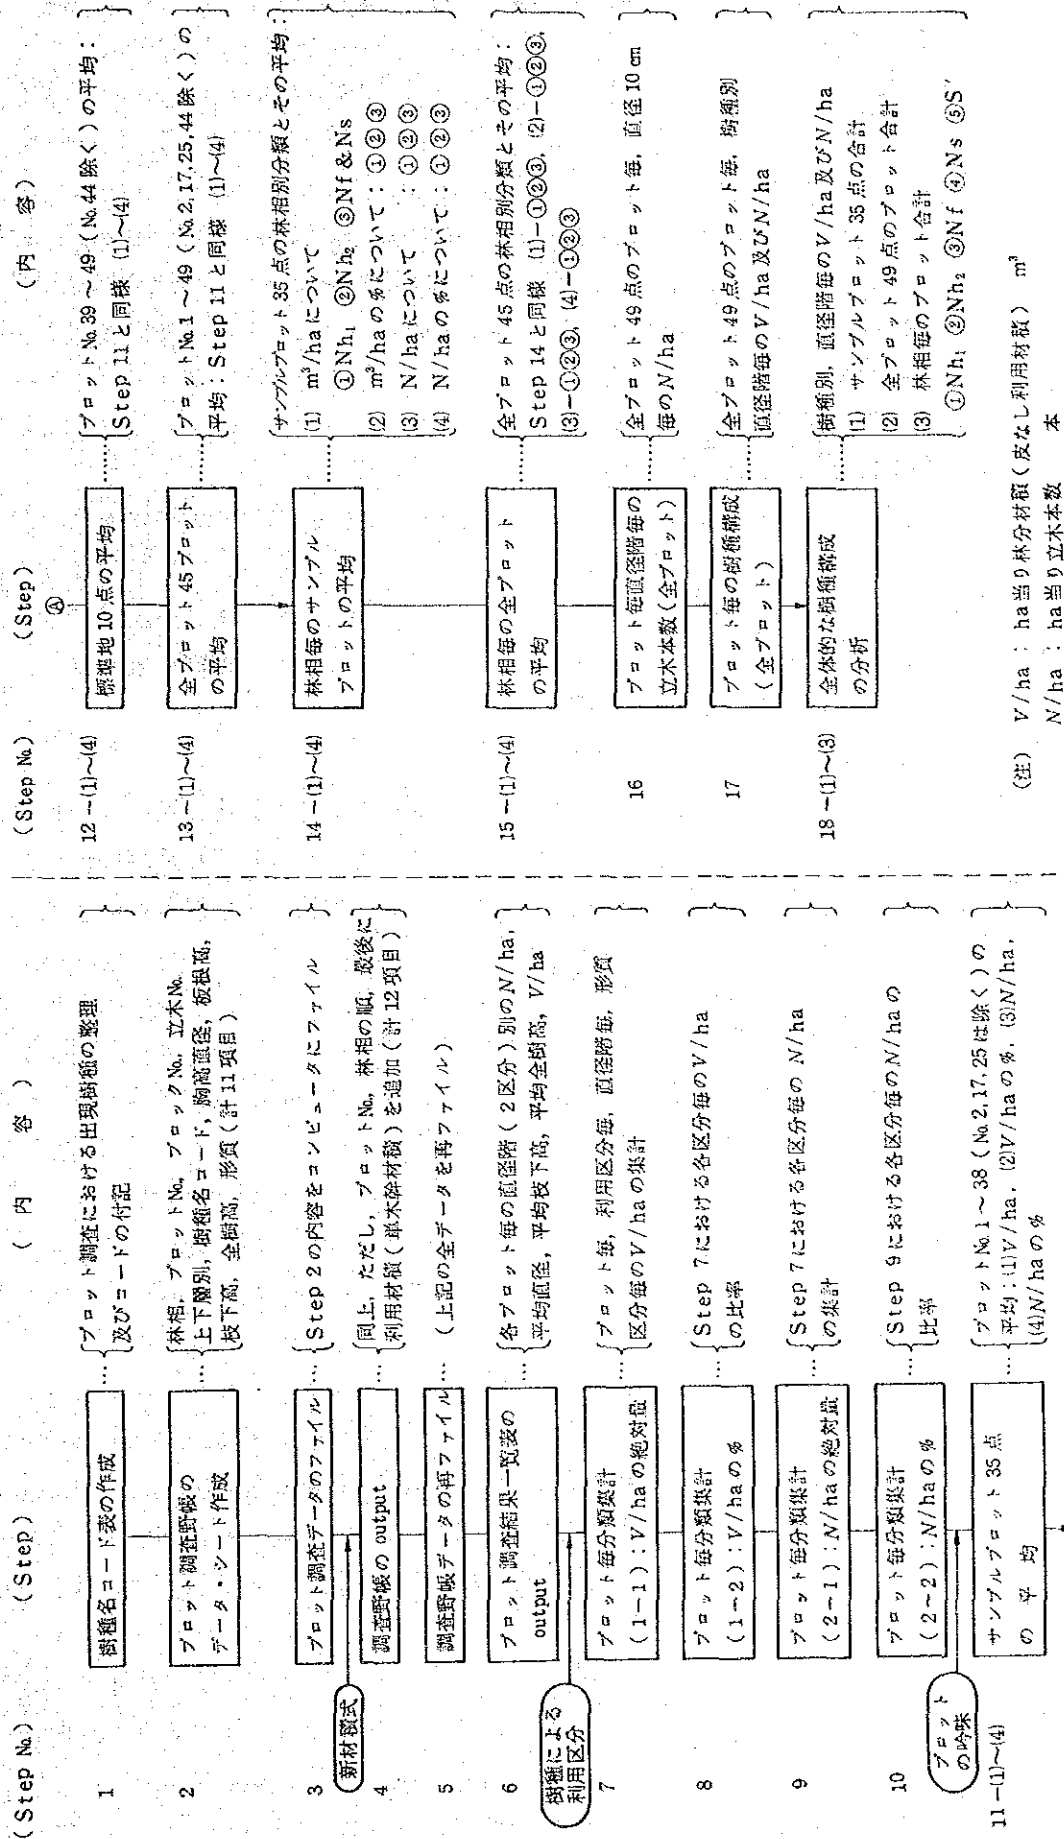 (Step No.) (Step) ( 内 容 )
1 樹種名コード表の作成 … プロット調査における出現樹種の整理
及びコードの付記
2 プロット調査野帳の
データ・シート作成 … 林相, プロットNo., ブロックNo., 立木No.
上下層別, 樹種名コード, 胸高直径, 板根高,
枝下高, 全樹高, 形質(計11項目)
3 プロット調査データのファイル … Step 2の内容をコンピュータにファイル
新材積式
4 調査野帳の output … 同上, ただし, プロットNo., 林相の順, 最後に
利用材積(単木幹材積)を追加(計12項目)
5 調査野帳データの再ファイル … (上記の全データを再ファイル)
6 プロット調査結果一覧表の
output … 各プロット毎の直径階(2区分)別のN/ha,
平均直径, 平均枝下高, 平均全樹高, V/ha
樹種による
利用区分
7 プロット毎分類集計
(1−1):V/haの絶対量 … プロット毎, 利用区分毎, 直径階毎, 形質
区分毎のV/haの集計
8 プロット毎分類集計
(1−2):V/haの% … Step 7における各区分毎のV/ha
の比率
9 プロット毎分類集計
(2−1):N/haの絶対量 … Step 7における各区分毎の N/ha
の集計
10 プロット毎分類集計
(2~2):N/haの% … Step 9における各区分毎のN/haの
比率
プロット
の吟味
11−(1)~(4) サンプルプロット35点
の 平 均 … プロットNo.1~38(No.2,17,25は除く)の
平均:(1)V/ha, (2)V/haの%, (3)N/ha,
(4)N/haの%
(Step No.) (Step) (内 容)
Ⓐ
12−(1)~(4) 標準地10点の平均 …… プロットNo.39~49(No.44除く)の平均:
Step 11と同様 (1)~(4)
13−(1)~(4) 全プロット45プロット
の平均 …… プロットNo.1~49(No.2,17,25,44除く)の
平均:Step 11と同様 (1)~(4)
14−(1)~(4) 林相毎のサンプル
プロットの平均 …… サンプルプロット35点の林相別分類とその平均:
(1) m³/haについて
①Nh₁ ②Nh₂ ③Nf&Ns
(2) m³/haの%について:①②③
(3) N/haについて :①②③
(4) N/haの%について:①②③
15−(1)~(4) 林相毎の全プロット
の平均 …… 全プロット45点の林相別分類とその平均:
Step 14と同様 (1)−①②③, (2)−①②③,
(3)−①②③, (4)−①②③
16 プロット毎直径階毎の
立木本数(全プロット) …… 全プロット49点のプロット毎, 直径10cm
毎のN/ha
17 プロット毎の樹種構成
(全プロット) …… 全プロット49点のプロット毎, 樹種別
直径階毎のV/ha及びN/ha
18−(1)~(3) 全体的な樹種構成
の分析 …… 樹種別, 直径階毎のV/ha及びN/ha
(1) サンプルプロット35点の合計
(2) 全プロット49点のプロット合計
(3) 林相毎のプロット合計
①Nh₁ ②Nh₂ ③Nf ④Ns ⑤S′
(注) V/ha : ha当り林分材積(皮なし利用材積) m³
N/ha : ha当り立木本数 本